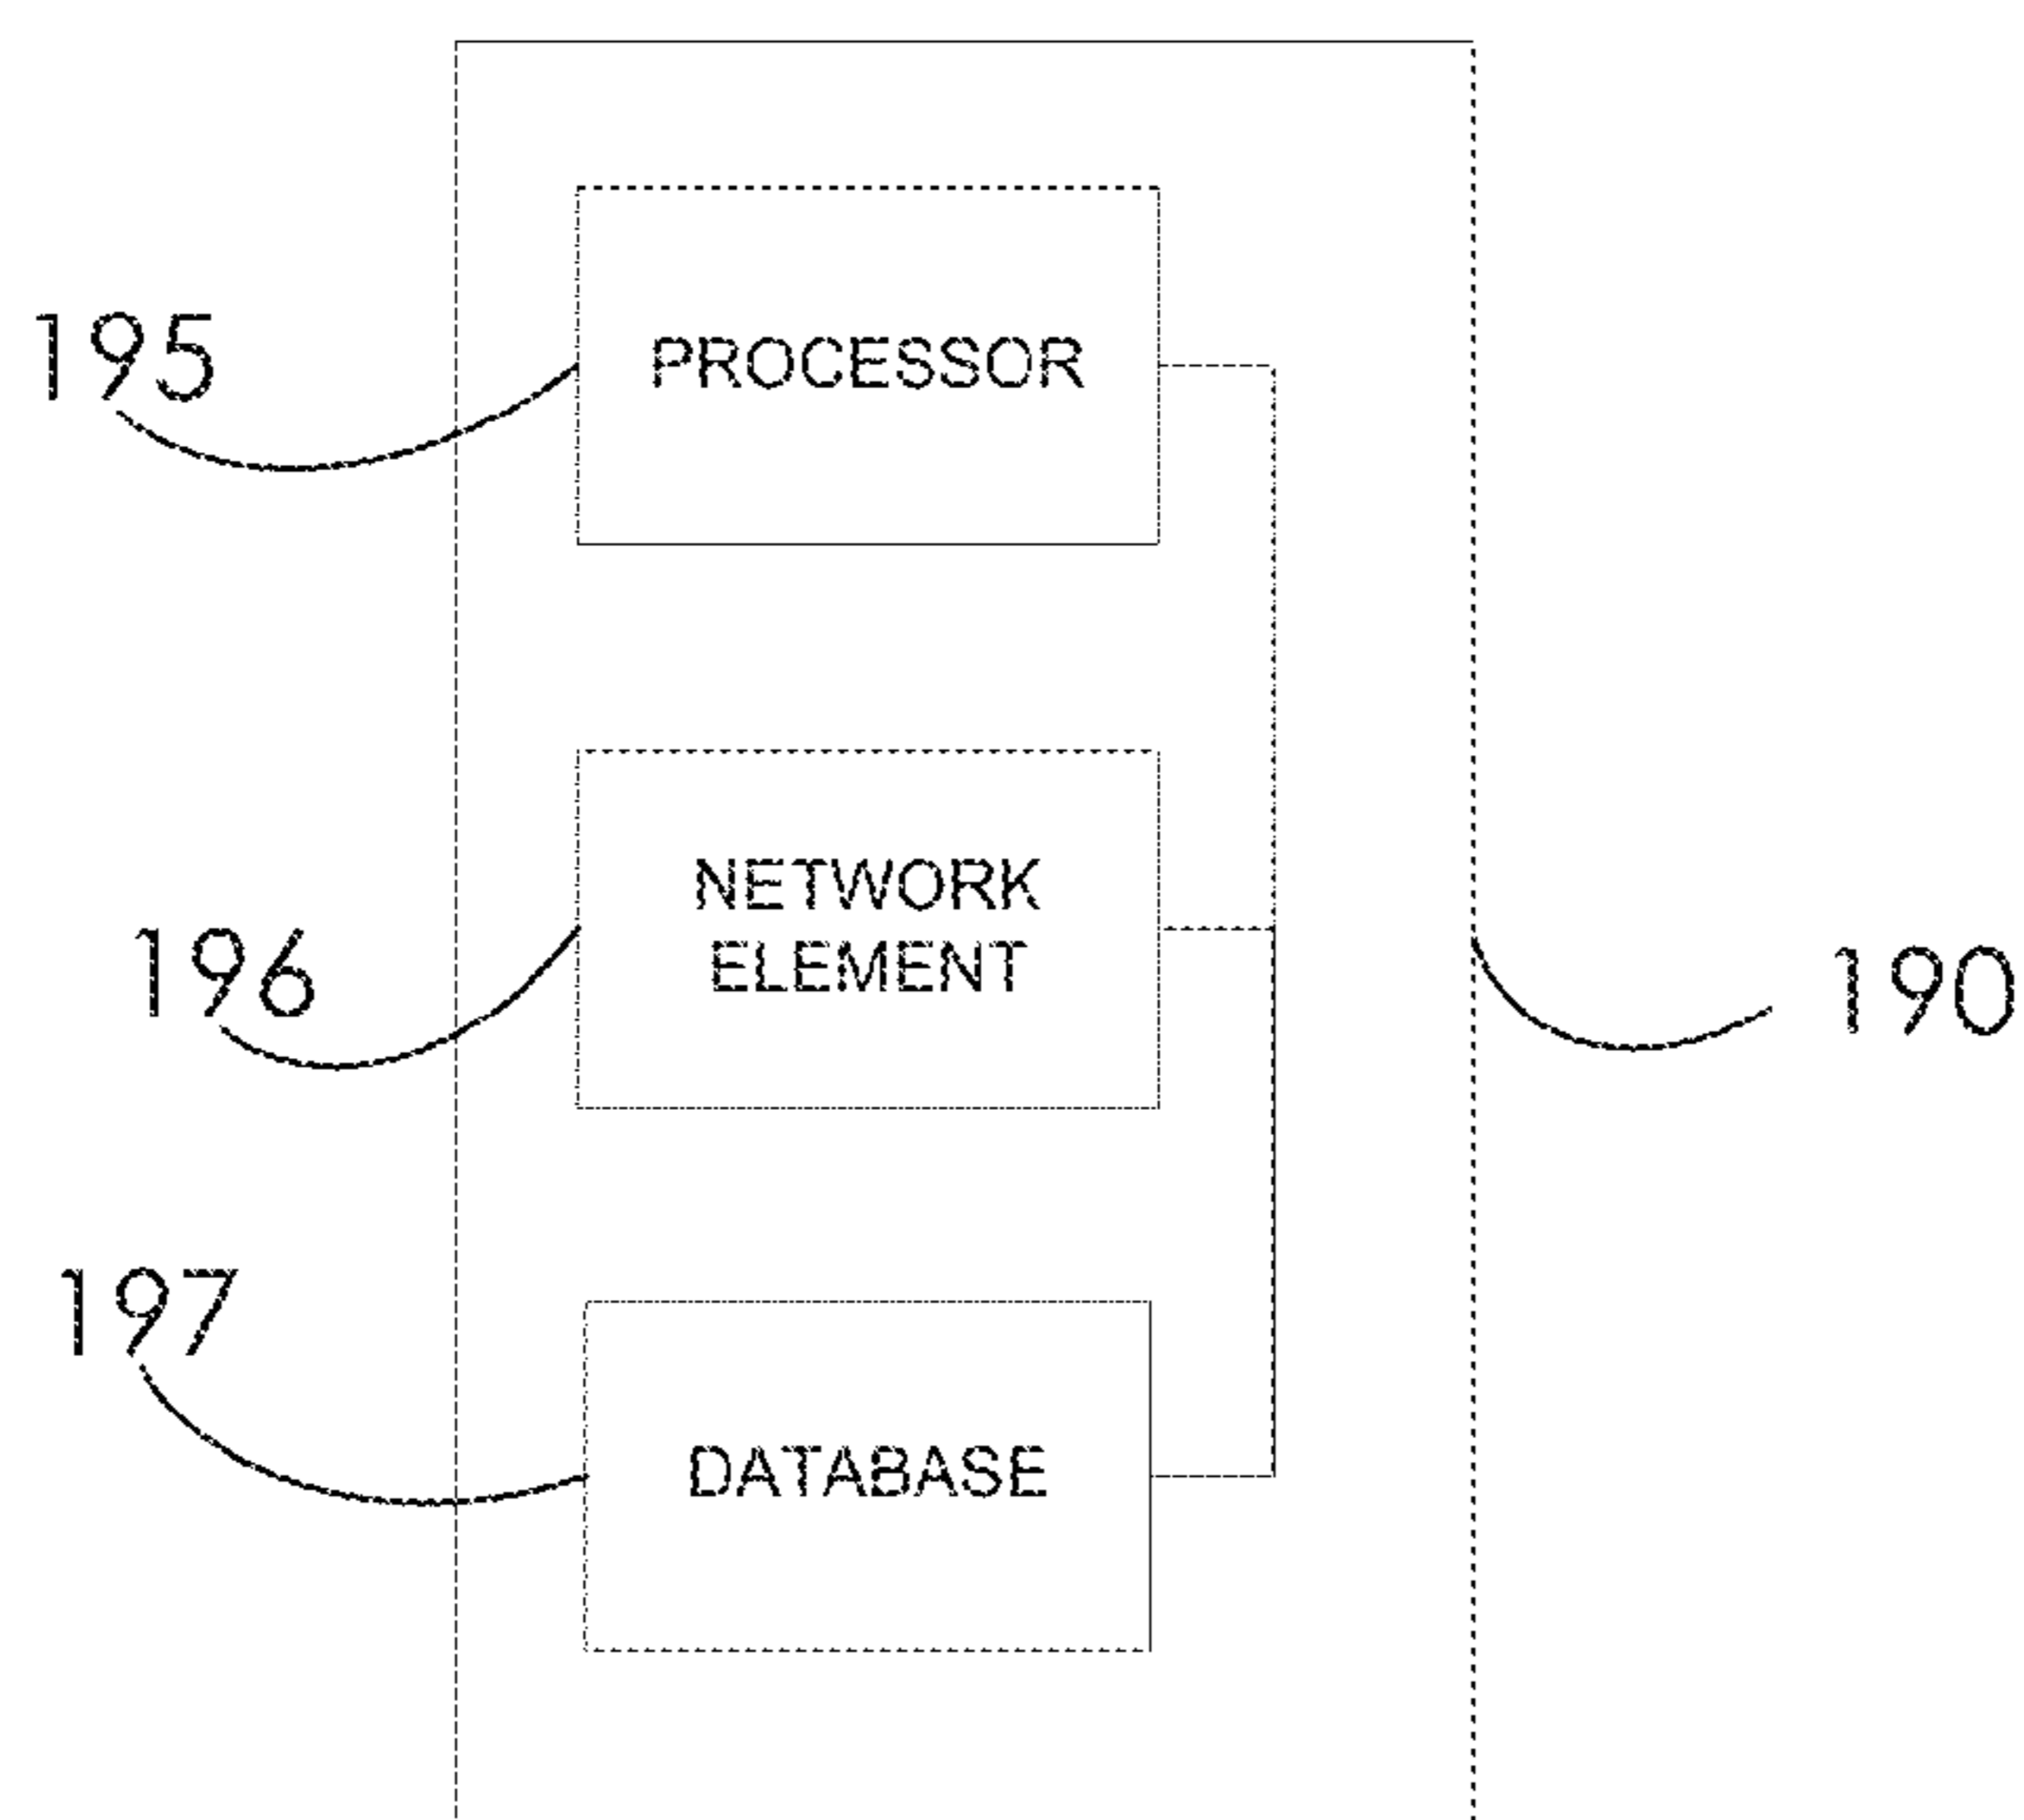 195
PROCESSOR
NETWORK
ELEMENT
196
190
197
DATABASE